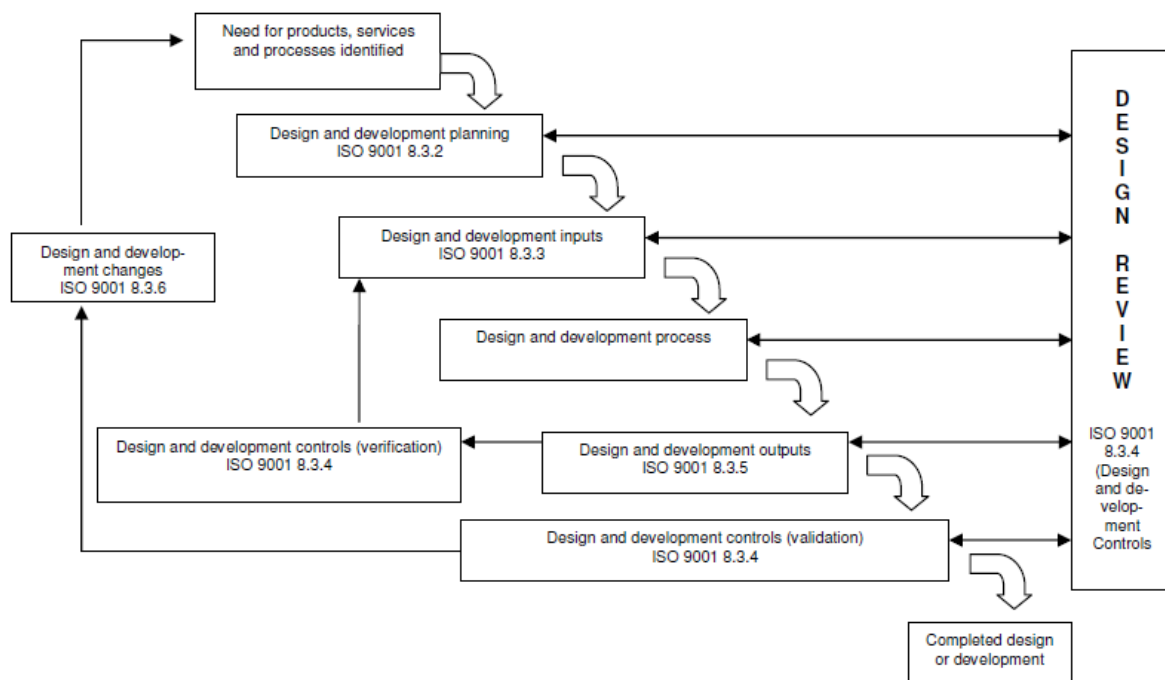 Need for products, services
and processes identified
Design and development planning
ISO 9001 8.3.2
Design and development inputs
ISO 9001 8.3.3
Design and develop-
ment changes
ISO 9001 8.3.6
Design and development process
Design and development controls (verification)
ISO 9001 8.3.4
Design and development outputs
ISO 9001 8.3.5
Design and development controls (validation)
ISO 9001 8.3.4
Completed design
or development
DESIGN REVIEW
ISO 9001
8.3.4
(Design
and de-
velop-
ment
Controls